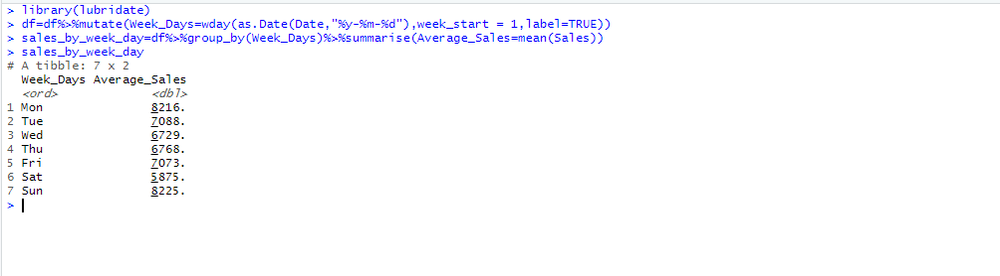 > library(lubridate)
> df=df%>%mutate(Week_Days=wday(as.Date(Date,"%y-%m-%d"),week_start = 1,label=TRUE))
> sales_by_week_day=df%>%group_by(Week_Days)%>%summarise(Average_Sales=mean(Sales))
> sales_by_week_day
# A tibble: 7 x 2
  Week_Days Average_Sales
  <ord>             <dbl>
1 Mon               8216.
2 Tue               7088.
3 Wed               6729.
4 Thu               6768.
5 Fri               7073.
6 Sat               5875.
7 Sun               8225.
>